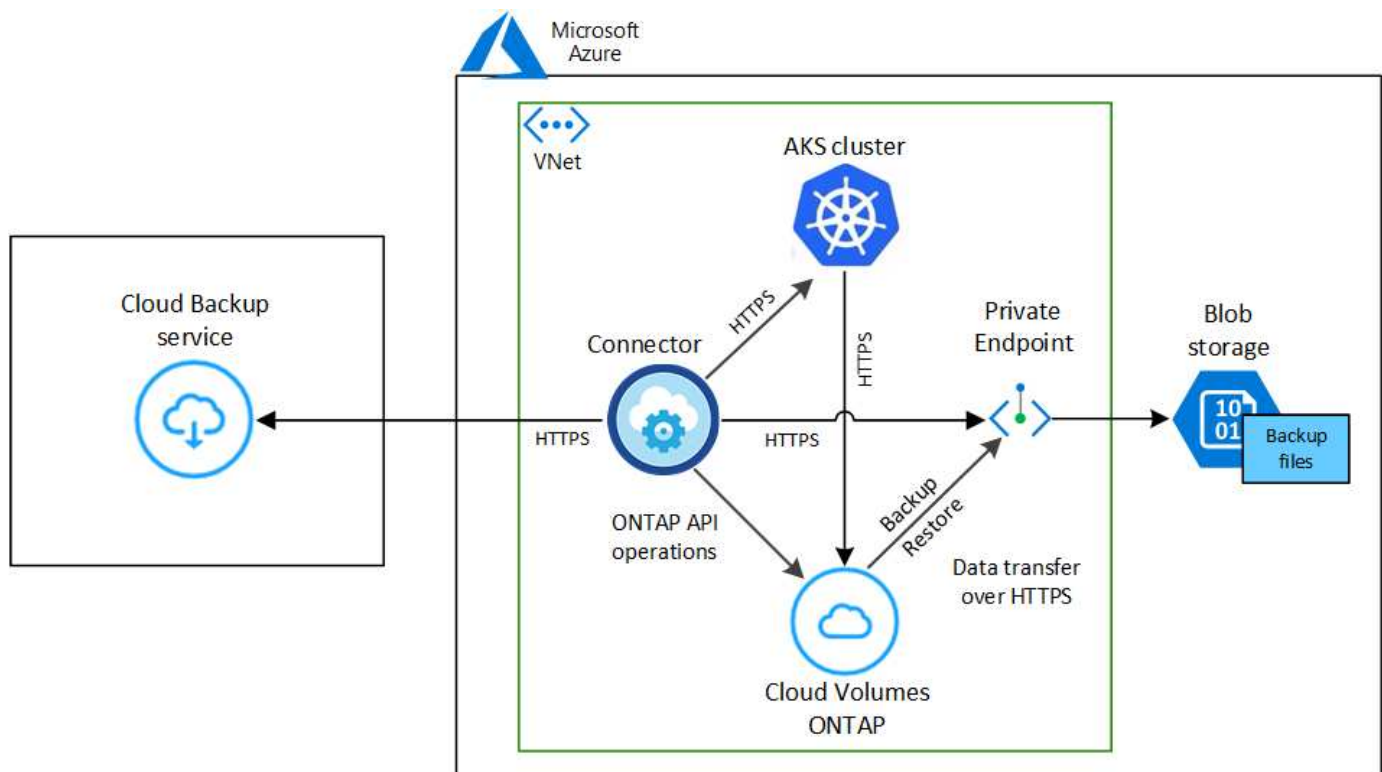 Microsoft
Azure
VNet
AKS cluster
Cloud Backup
service
Connector
HTTPS
HTTPS
Private
Endpoint
Blob
storage
10
01
Backup
files
HTTPS
HTTPS
ONTAP API
operations
Backup
Restore
Data transfer
over HTTPS
Cloud Volumes
ONTAP